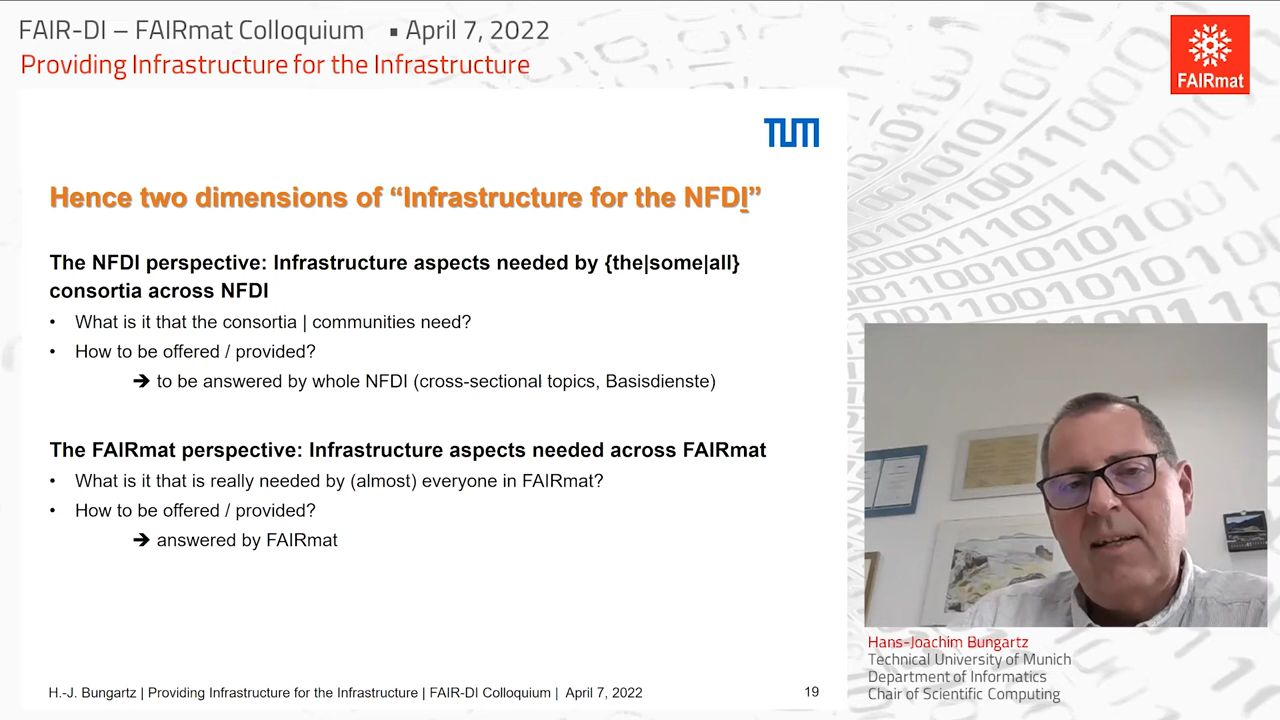 FAIR-DI – FAIRmat Colloquium ▪ April 7, 2022
Providing Infrastructure for the Infrastructure
FAIRmat
TUM
Hence two dimensions of “Infrastructure for the NFDI”
The NFDI perspective: Infrastructure aspects needed by {the|some|all}
consortia across NFDI
• What is it that the consortia | communities need?
• How to be offered / provided?
➔ to be answered by whole NFDI (cross-sectional topics, Basisdienste)
The FAIRmat perspective: Infrastructure aspects needed across FAIRmat
• What is it that is really needed by (almost) everyone in FAIRmat?
• How to be offered / provided?
➔ answered by FAIRmat
H.-J. Bungartz | Providing Infrastructure for the Infrastructure | FAIR-DI Colloquium | April 7, 2022
19
Hans-Joachim Bungartz
Technical University of Munich
Department of Informatics
Chair of Scientific Computing